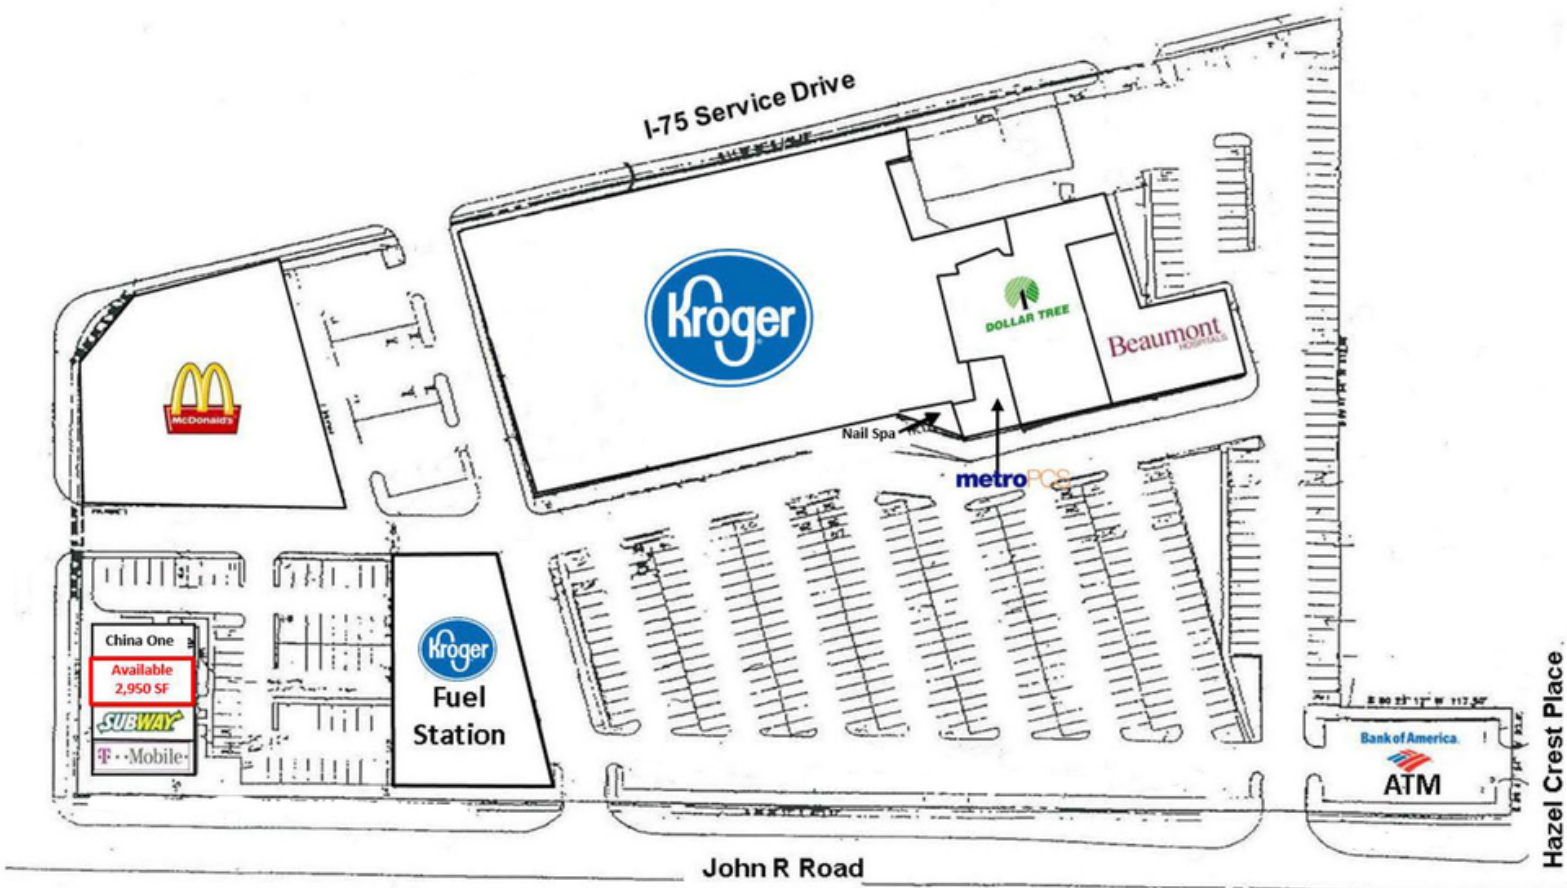 I-75 Service Drive
Kroger
DOLLAR TREE
Beaumont
HOSPITALS
McDonald's
Nail Spa
metroPCS
China One
Available
2,950 SF
SUBWAY
T··Mobile·
Kroger
Fuel
Station
Bank of America
ATM
John R Road
Hazel Crest Place